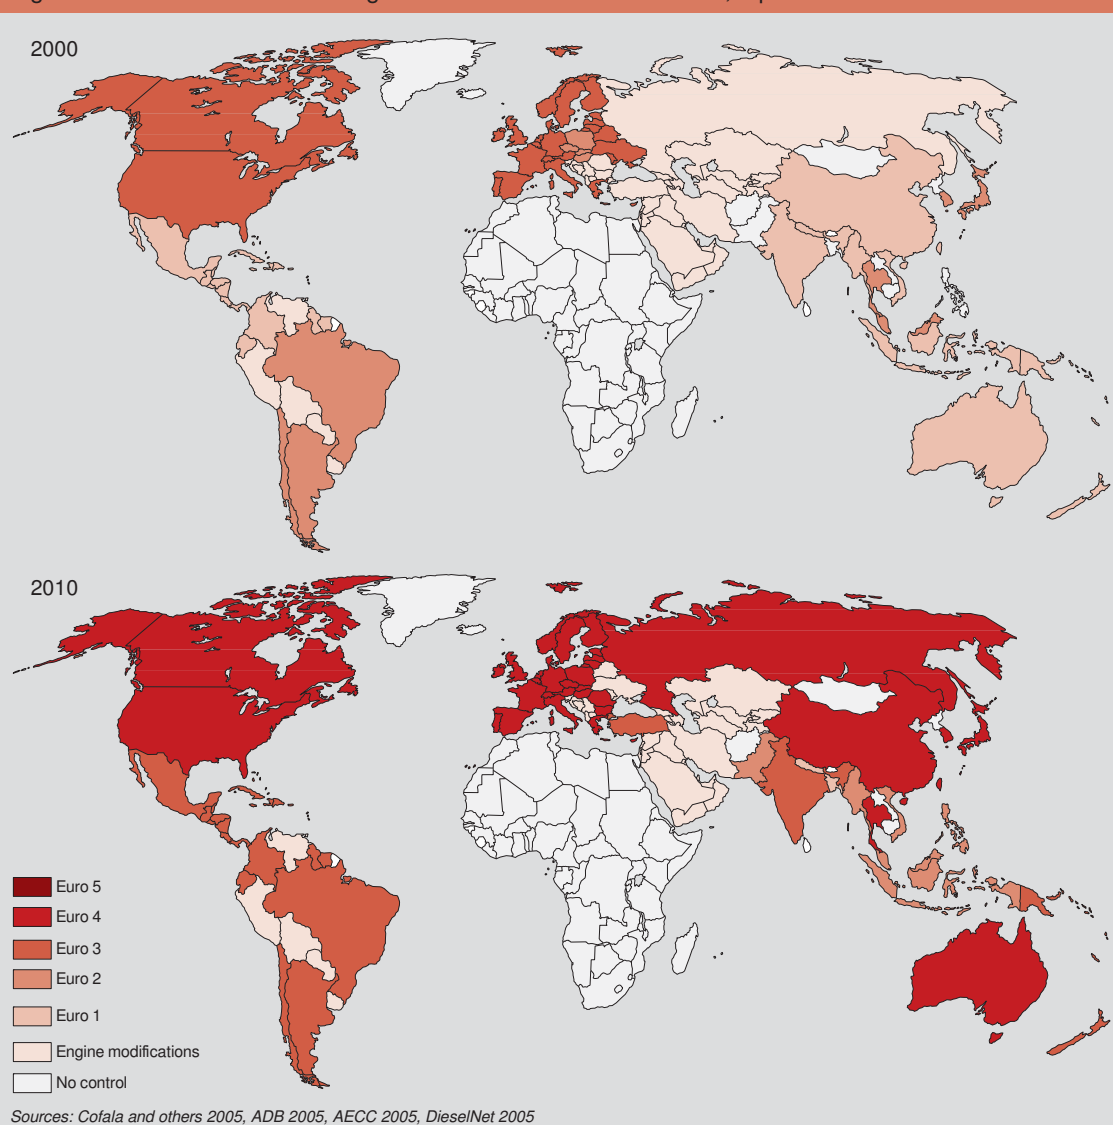 2000
2010
Euro 5
Euro 4
Euro 3
Euro 2
Euro 1
Engine modifications
No control
Sources: Cofala and others 2005, ADB 2005, AECC 2005, DieselNet 2005